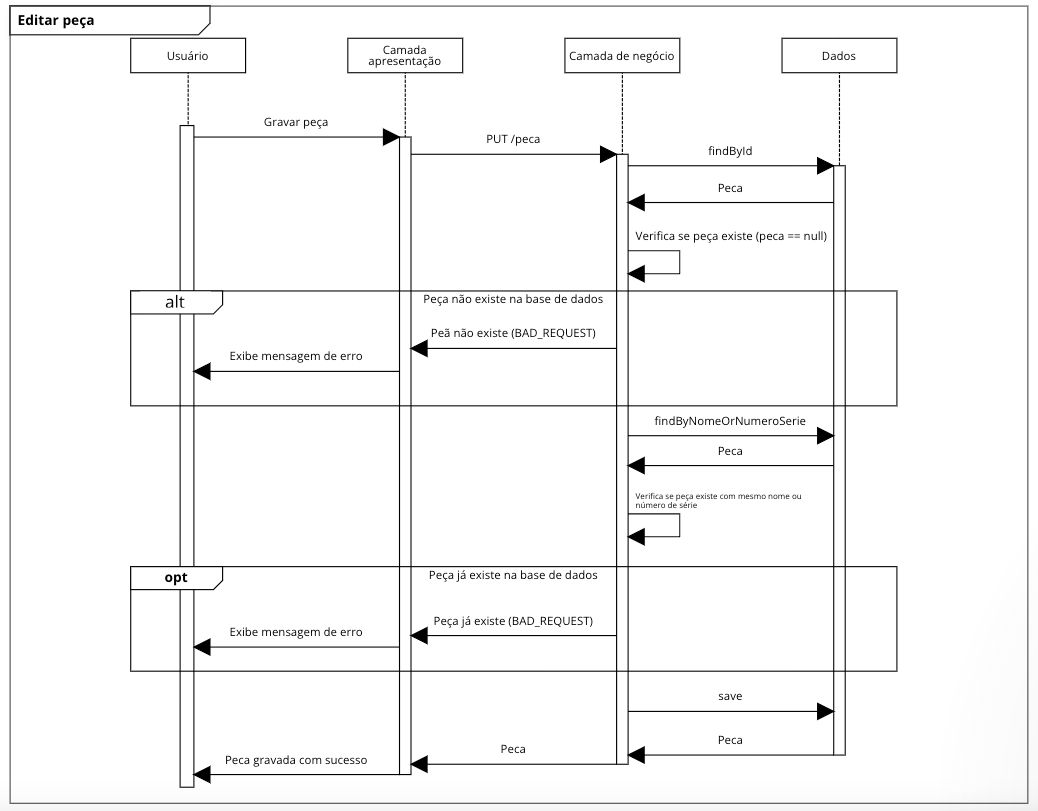 Editar peça
Usuário
Camada
apresentação
Camada de negócio
Dados
Gravar peça
PUT /peca
findById
Peca
Verifica se peça existe (peca == null)
alt
Peça não existe na base de dados
Peã não existe (BAD_REQUEST)
Exibe mensagem de erro
findByNomeOrNumeroSerie
Peca
Verifica se peça existe com mesmo nome ou
número de série
opt
Peça já existe na base de dados
Peça já existe (BAD_REQUEST)
Exibe mensagem de erro
save
Peca
Peca
Peca gravada com sucesso